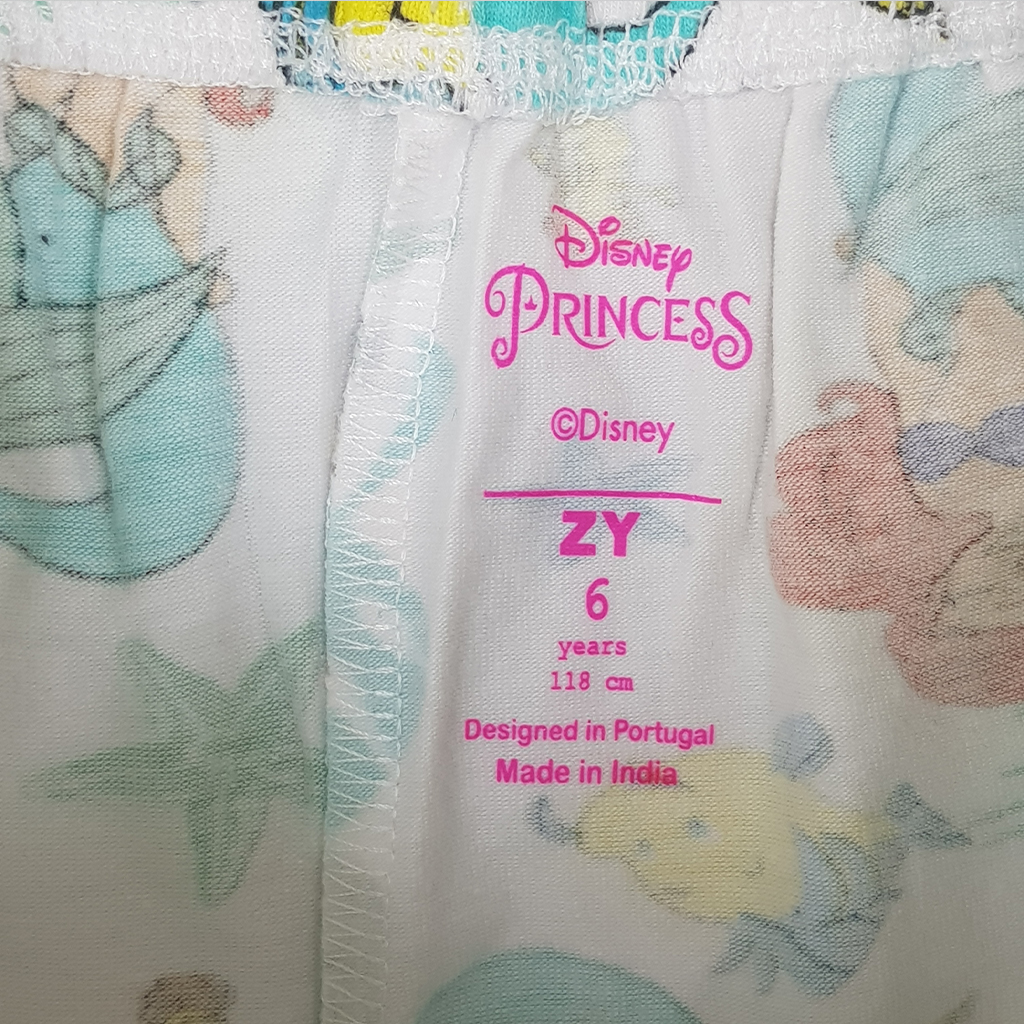 Disney
PRINCESS
©Disney
ZY
6
years
118 cm
Designed in Portugal
Made in India